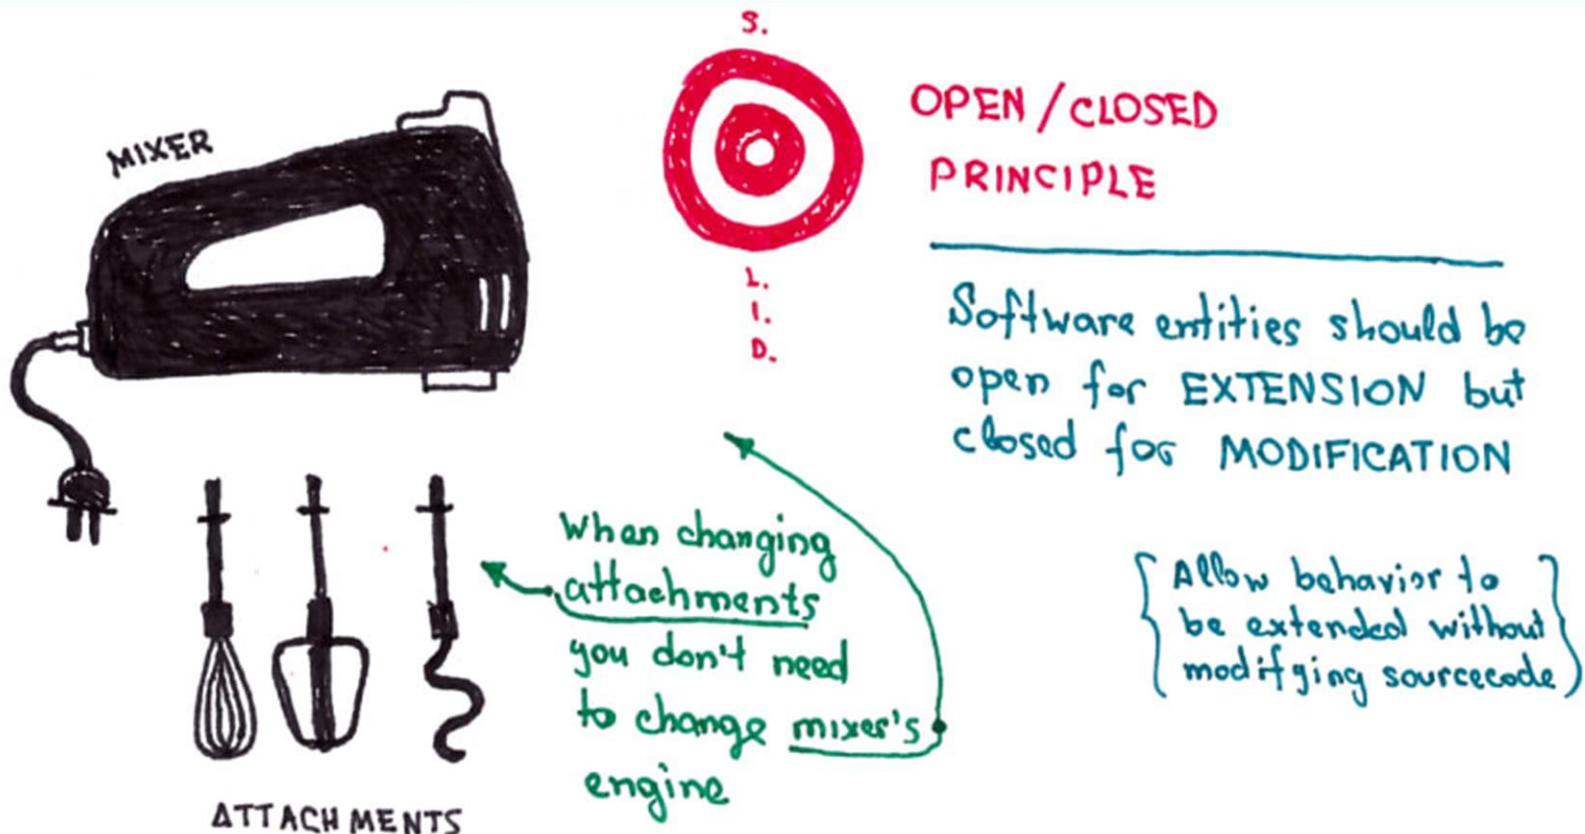 MIXER
S.
O
L.
I.
D.
OPEN/CLOSED
PRINCIPLE
Software entities should be
open for EXTENSION but
closed for MODIFICATION
{Allow behavior to
be extended without
modifying sourcecode}
When changing
attachments
you don't need
to change mixer's
engine
ATTACHMENTS